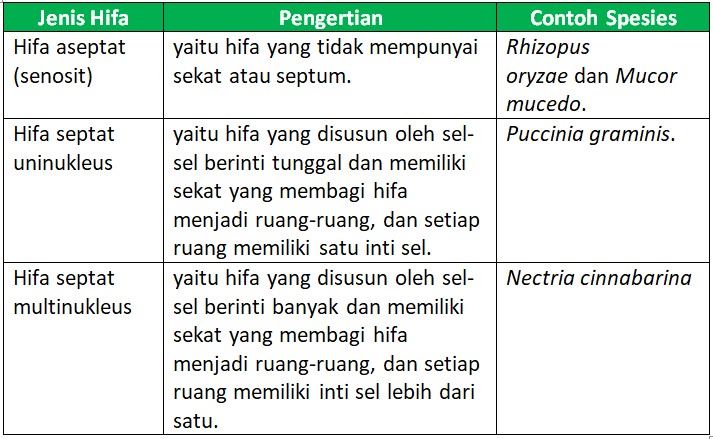 Jenis Hifa
Pengertian
Contoh Spesies
Hifa aseptat
(senosit)
yaitu hifa yang tidak mempunyai
sekat atau septum.
Rhizopus
oryzae dan Mucor
mucedo.
Hifa septat
uninukleus
yaitu hifa yang disusun oleh sel-
sel berinti tunggal dan memiliki
sekat yang membagi hifa
menjadi ruang-ruang, dan setiap
ruang memiliki satu inti sel.
Puccinia graminis.
Hifa septat
multinukleus
yaitu hifa yang disusun oleh sel-
sel berinti banyak dan memiliki
sekat yang membagi hifa
menjadi ruang-ruang, dan setiap
ruang memiliki inti sel lebih dari
satu.
Nectria cinnabarina